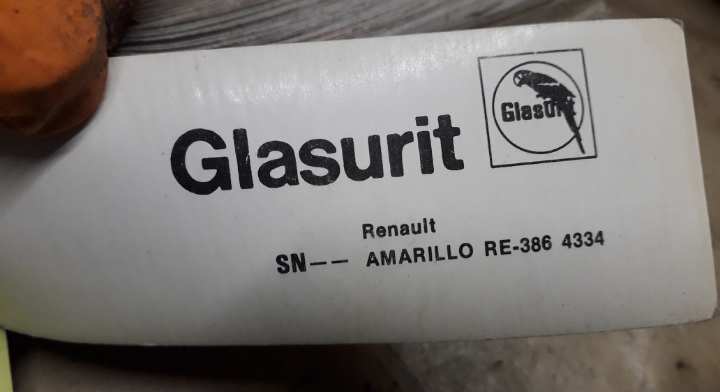 Glasurit
Glasurit
Renault
SN-- AMARILLO RE-386 4334